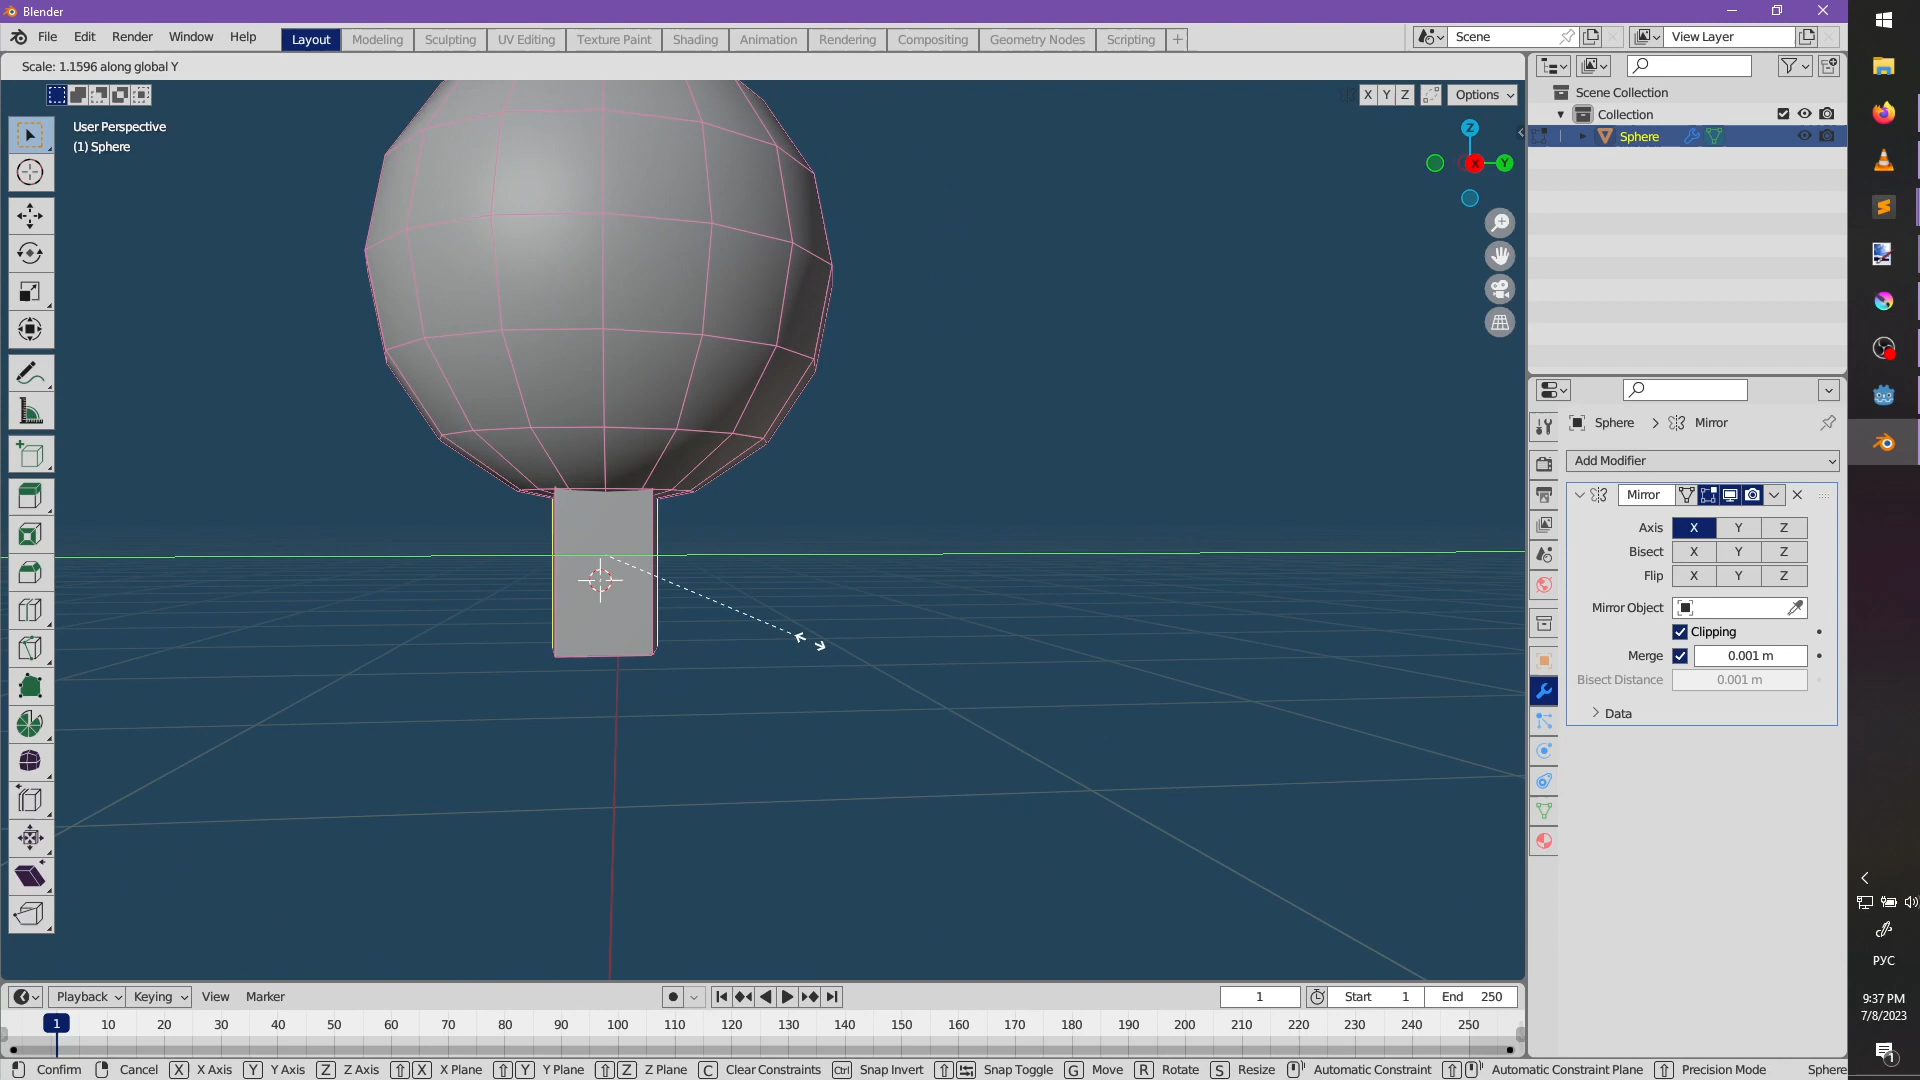 Blender
File Edit Render Window Help Layout Modeling Sculpting UV Editing Texture Paint Shading Animation Rendering Compositing Geometry Nodes Scripting + Scene View Layer
Scale: 1.1596 along global Y
X Y Z Options
User Perspective
(1) Sphere
Z
X
Y
Scene Collection
Collection
Sphere
Sphere > Mirror
Add Modifier
Mirror
Axis X Y Z
Bisect X Y Z
Flip X Y Z
Mirror Object
Clipping
Merge 0.001 m
Bisect Distance 0.001 m
Data
Playback Keying View Marker 1 Start 1 End 250
1 10 20 30 40 50 60 70 80 90 100 110 120 130 140 150 160 170 180 190 200 210 220 230 240 250
Confirm Cancel X X Axis Y Y Axis Z Z Axis X X Plane Y Y Plane Z Z Plane C Clear Constraints Ctrl Snap Invert Snap Toggle G Move R Rotate S Resize Automatic Constraint Automatic Constraint Plane Precision Mode Sphere
РУС
9:37 PM
7/8/2023
1